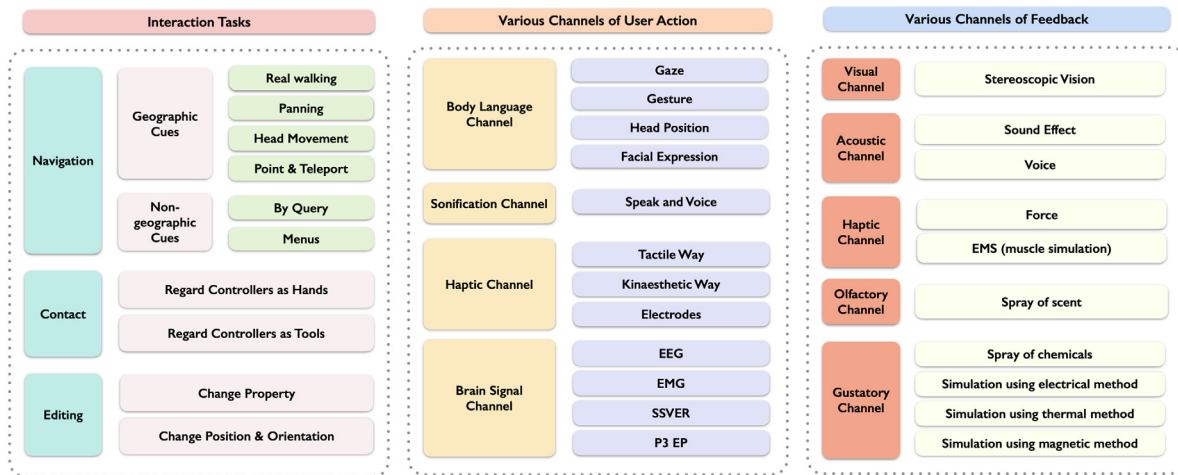 Interaction Tasks
Navigation
Geographic
Cues
Real walking
Panning
Head Movement
Point & Teleport
Non-
geographic
Cues
By Query
Menus
Contact
Regard Controllers as Hands
Regard Controllers as Tools
Editing
Change Property
Change Position & Orientation
Various Channels of User Action
Body Language
Channel
Gaze
Gesture
Head Position
Facial Expression
Sonification Channel
Speak and Voice
Haptic Channel
Tactile Way
Kinaesthetic Way
Electrodes
Brain Signal
Channel
EEG
EMG
SSVER
P3 EP
Various Channels of Feedback
Visual
Channel
Stereoscopic Vision
Acoustic
Channel
Sound Effect
Voice
Haptic
Channel
Force
EMS (muscle simulation)
Olfactory
Channel
Spray of scent
Gustatory
Channel
Spray of chemicals
Simulation using electrical method
Simulation using thermal method
Simulation using magnetic method